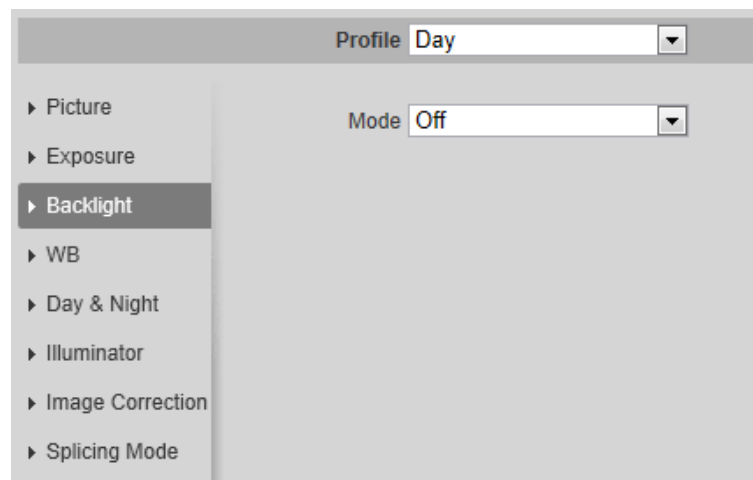 Profile Day
Picture
Mode Off
Exposure
Backlight
WB
Day & Night
Illuminator
Image Correction
Splicing Mode